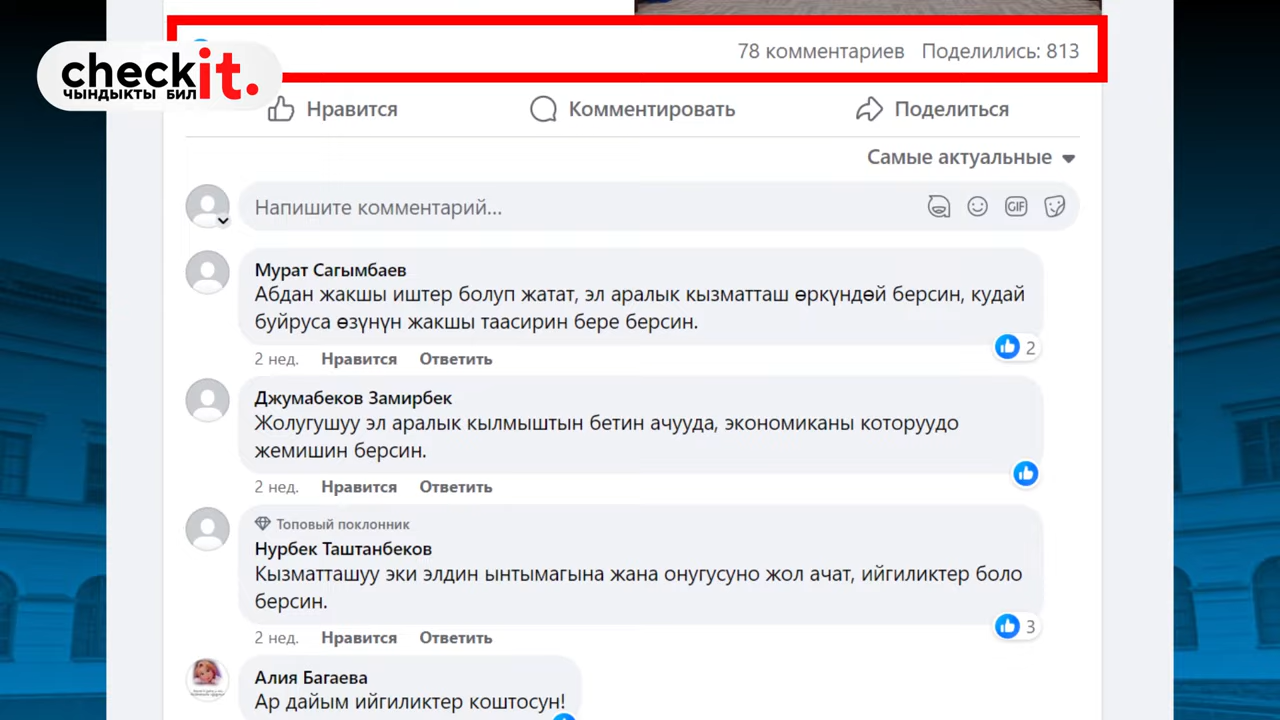 checkit.
ЧЫНДЫКТЫ БИЛ
78 комментариев Поделились: 813
Нравится Комментировать Поделиться
Самые актуальные
Напишите комментарий...
GIF
Мурат Сагымбаев
Абдан жакшы иштер болуп жатат, эл аралык кызматташ өркүндөй берсин, кудай
буйруса өзүнүн жакшы таасирин бере берсин.
2
2 нед. Нравится Ответить
Джумабеков Замирбек
Жолугушуу эл аралык кылмыштын бетин ачууда, экономиканы которуудо
жемишин берсин.
2 нед. Нравится Ответить
Топовый поклонник
Нурбек Таштанбеков
Кызматташуу эки элдин ынтымагына жана онугусуно жол ачат, ийгиликтер боло
берсин.
3
2 нед. Нравится Ответить
Алия Багаева
Ар дайым ийгиликтер коштосун!